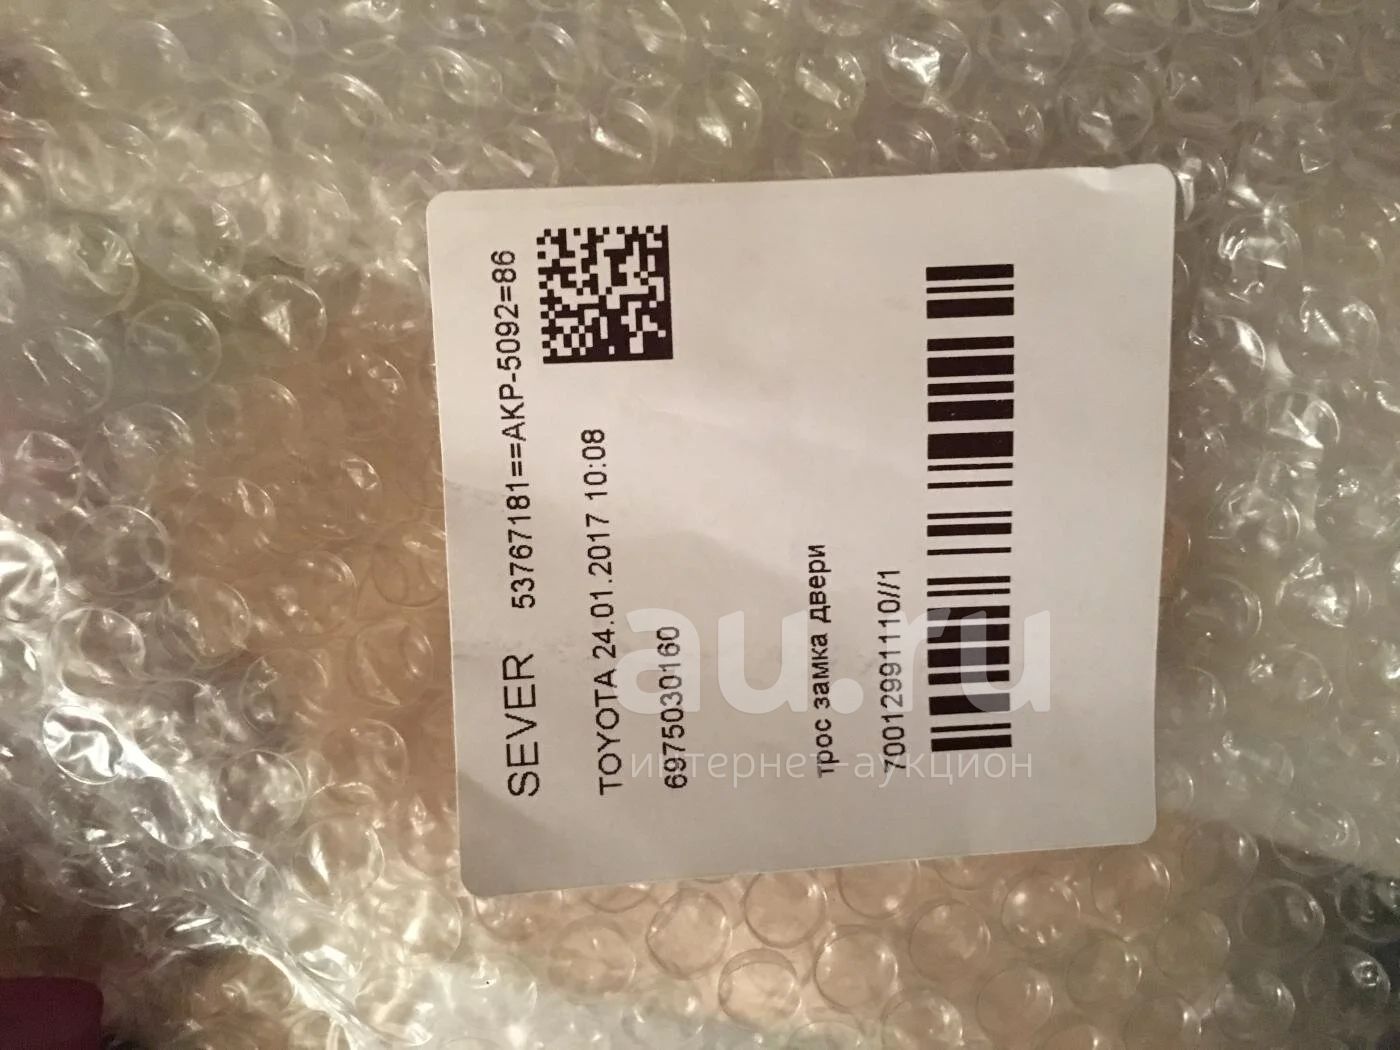 SEVER 53767181==AKP-5092=86
TOYOTA 24.01.2017 10:08
6975030160
трос замка двери
70012991110//1
au.ru
интернет-аукцион